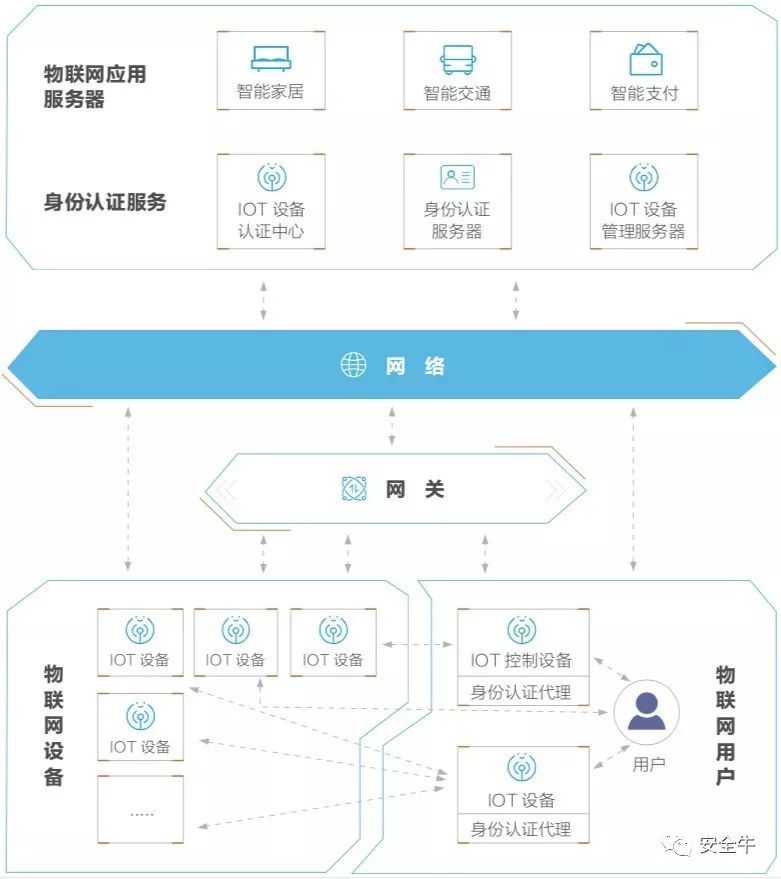 物联网应用
服务器
智能家居
智能交通
智能支付
身份认证服务
IOT 设备
认证中心
身份认证
服务器
IOT 设备
管理服务器
网 络
网 关
物联网设备
IOT 设备
IOT 设备
IOT 设备
IOT 设备
.....
IOT 控制设备
身份认证代理
IOT 设备
身份认证代理
用户
物联网用户
安全牛